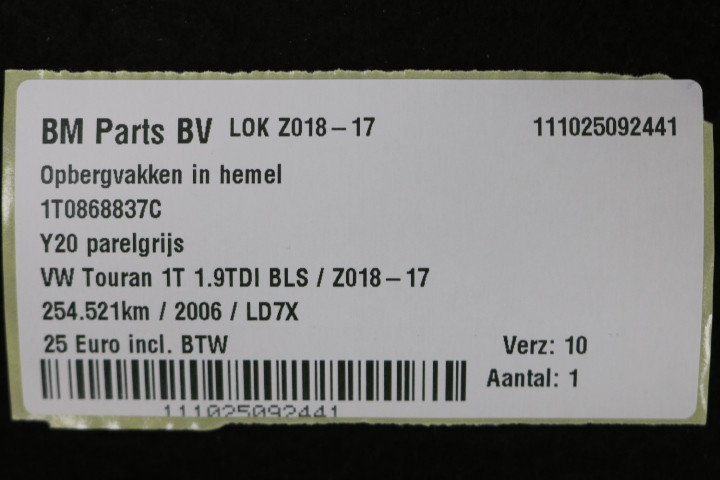 BM Parts BV LOK Z018-17 111025092441
Opbergvakken in hemel
1T0868837C
Y20 parelgrijs
VW Touran 1T 1.9TDI BLS / Z018-17
254.521km / 2006 / LD7X
25 Euro incl. BTW Verz: 10
Aantal: 1
111025092441